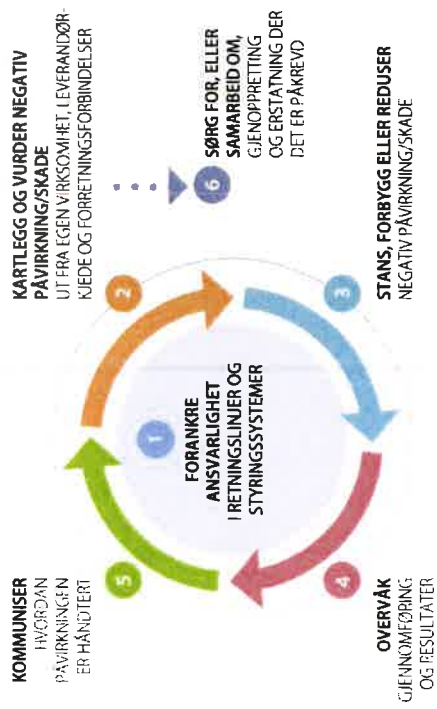 1
FORANKRE
ANSVARLIGHET
I RETNINGSLINJER OG
STYRINGSSYSTEMER
2
KARTLEGG OG VURDER NEGATIV
PÅVIRKNING/SKADE
UT FRA EGEN VIRKSOMHET, LEVERANDØR-
KJEDE OG FORRETNINGSFORBINDELSER
3
STANS, FORBYGG ELLER REDUSER
NEGATIV PÅVIRKNING/SKADE
4
OVERVÅK
GJENNOMFØRING
OG RESULTATER
5
KOMMUNISER
HVORDAN
PÅVIRKNINGEN
ER HÅNDTERT
6
SØRG FOR, ELLER
SAMARBEID OM,
GJENOPPRETTING
OG ERSTATNING DER
DET ER PÅKREVD